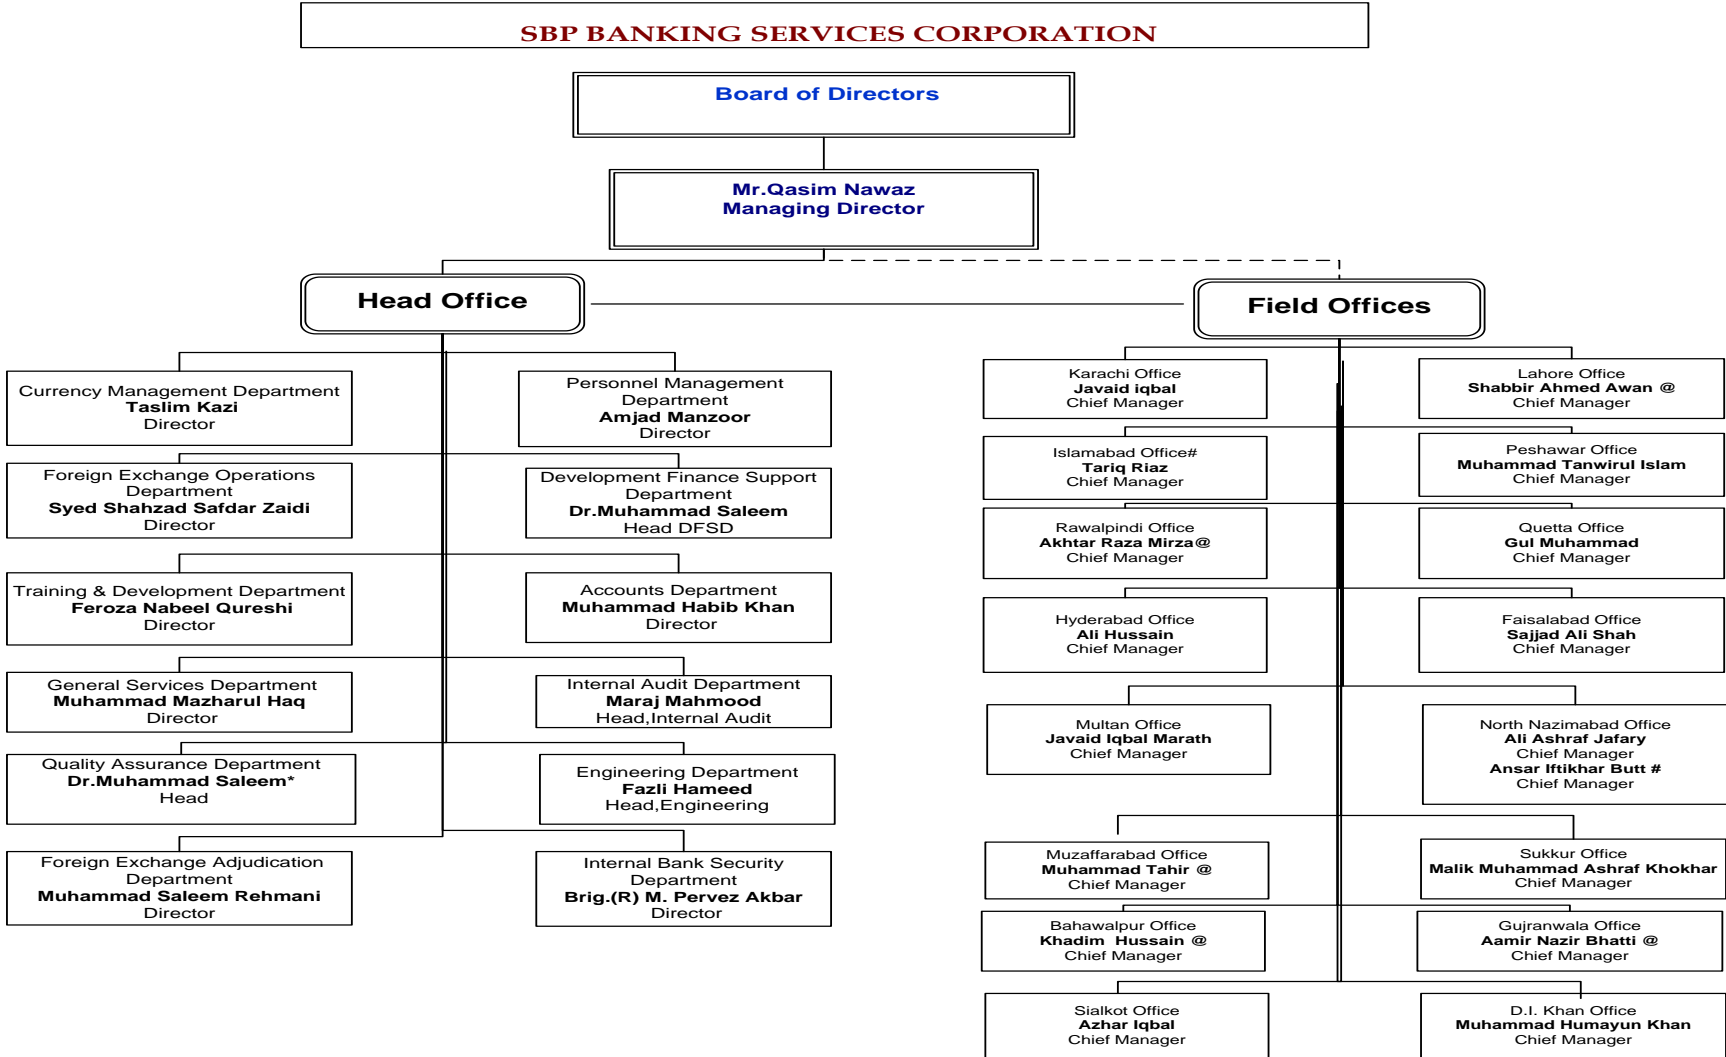 SBP BANKING SERVICES CORPORATION
Board of Directors
Mr.Qasim Nawaz
Managing Director
Head Office
Field Offices
Currency Management Department
Taslim Kazi
Director
Personnel Management
Department
Amjad Manzoor
Director
Foreign Exchange Operations
Department
Syed Shahzad Safdar Zaidi
Director
Development Finance Support
Department
Dr.Muhammad Saleem
Head DFSD
Training & Development Department
Feroza Nabeel Qureshi
Director
Accounts Department
Muhammad Habib Khan
Director
General Services Department
Muhammad Mazharul Haq
Director
Internal Audit Department
Maraj Mahmood
Head,Internal Audit
Quality Assurance Department
Dr.Muhammad Saleem*
Head
Engineering Department
Fazli Hameed
Head,Engineering
Foreign Exchange Adjudication
Department
Muhammad Saleem Rehmani
Director
Internal Bank Security
Department
Brig.(R) M. Pervez Akbar
Director
Karachi Office
Javaid iqbal
Chief Manager
Lahore Office
Shabbir Ahmed Awan @
Chief Manager
Islamabad Office#
Tariq Riaz
Chief Manager
Peshawar Office
Muhammad Tanwirul Islam
Chief Manager
Rawalpindi Office
Akhtar Raza Mirza@
Chief Manager
Quetta Office
Gul Muhammad
Chief Manager
Hyderabad Office
Ali Hussain
Chief Manager
Faisalabad Office
Sajjad Ali Shah
Chief Manager
Multan Office
Javaid Iqbal Marath
Chief Manager
North Nazimabad Office
Ali Ashraf Jafary
Chief Manager
Ansar Iftikhar Butt #
Chief Manager
Muzaffarabad Office
Muhammad Tahir @
Chief Manager
Sukkur Office
Malik Muhammad Ashraf Khokhar
Chief Manager
Bahawalpur Office
Khadim  Hussain @
Chief Manager
Gujranwala Office
Aamir Nazir Bhatti @
Chief Manager
Sialkot Office
Azhar Iqbal
Chief Manager
D.I. Khan Office
Muhammad Humayun Khan
Chief Manager